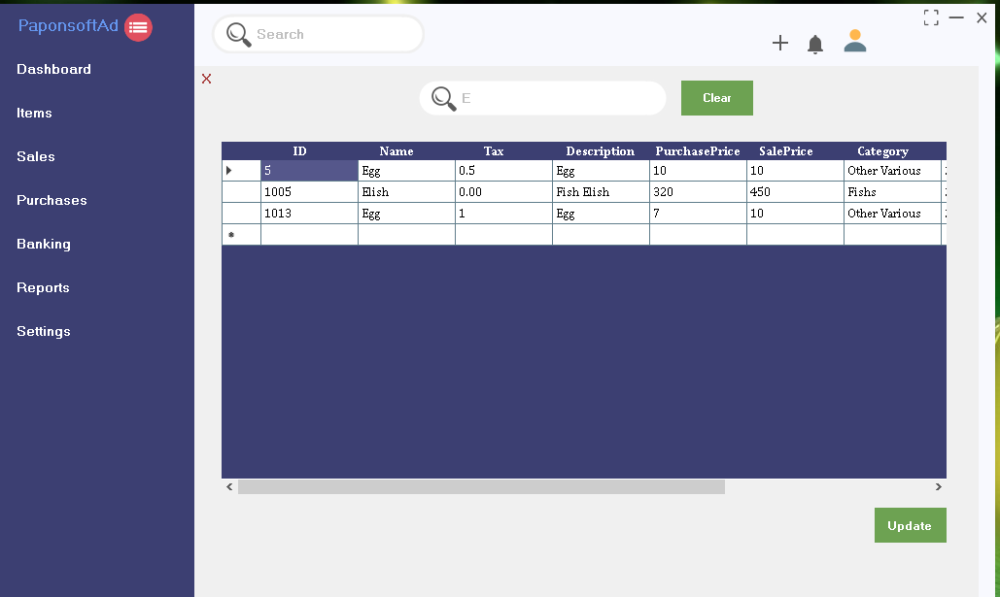 PaponsoftAd
Dashboard
Items
Sales
Purchases
Banking
Reports
Settings
Search
E
Clear
ID Name Tax Description PurchasePrice SalePrice Category
5 Egg 0.5 Egg 10 10 Other Various
1005 Elish 0.00 Fish Elish 320 450 Fishs
1013 Egg 1 Egg 7 10 Other Various
Update